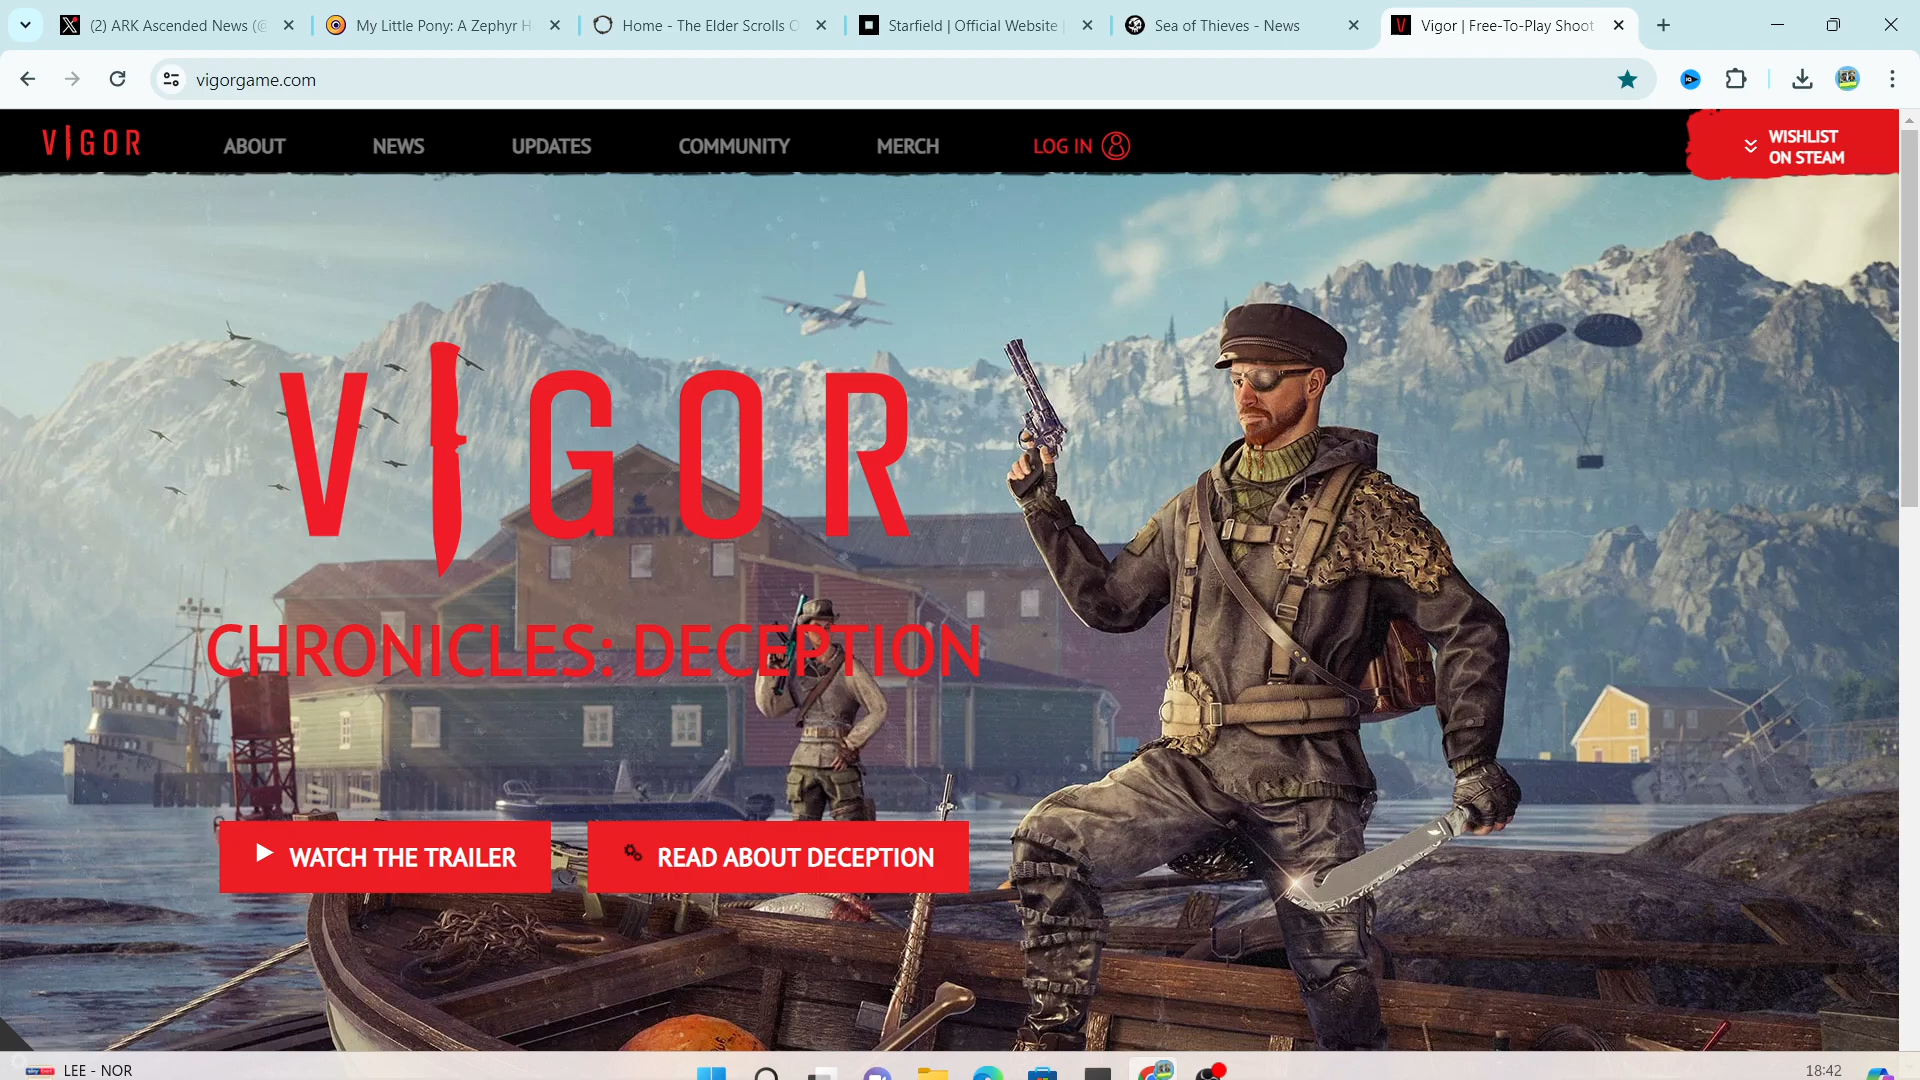 (2) ARK Ascended News (@
My Little Pony: A Zephyr H
Home - The Elder Scrolls O
Starfield | Official Website |
Sea of Thieves - News
Vigor | Free-To-Play Shoot
vigorgame.com
VIGOR
ABOUT
NEWS
UPDATES
COMMUNITY
MERCH
LOG IN
WISHLIST
ON STEAM
VIGOR
CHRONICLES: DECEPTION
WATCH THE TRAILER
READ ABOUT DECEPTION
LEE - NOR
18:42